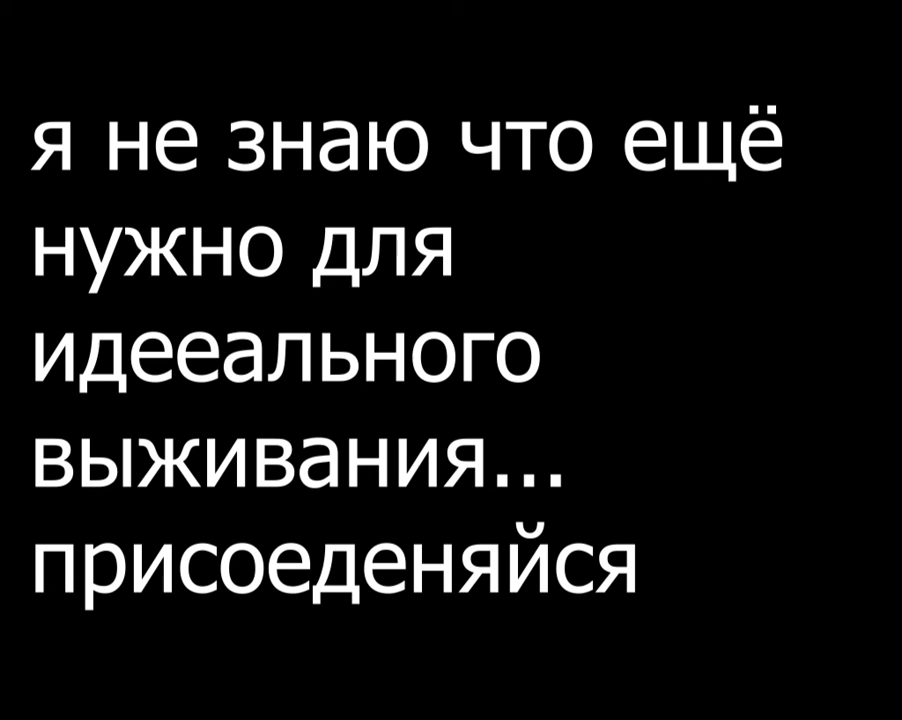 я не знаю что ещё
нужно для
идееального
выживания...
присоеденяйся